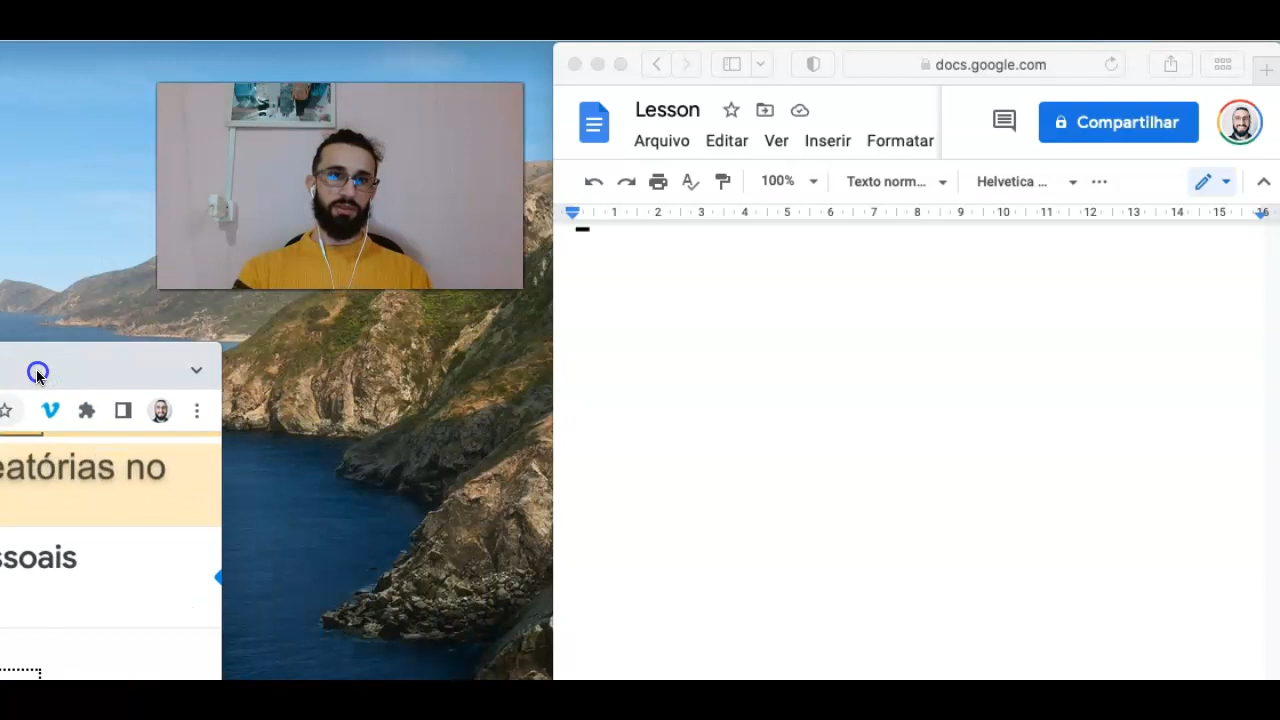 docs.google.com
Lesson
Compartilhar
Arquivo Editar Ver Inserir Formatar
100% Texto norm... Helvetica ...
1 2 3 4 5 6 7 8 9 10 11 12 13 14 15 16
eatórias no
ssoais